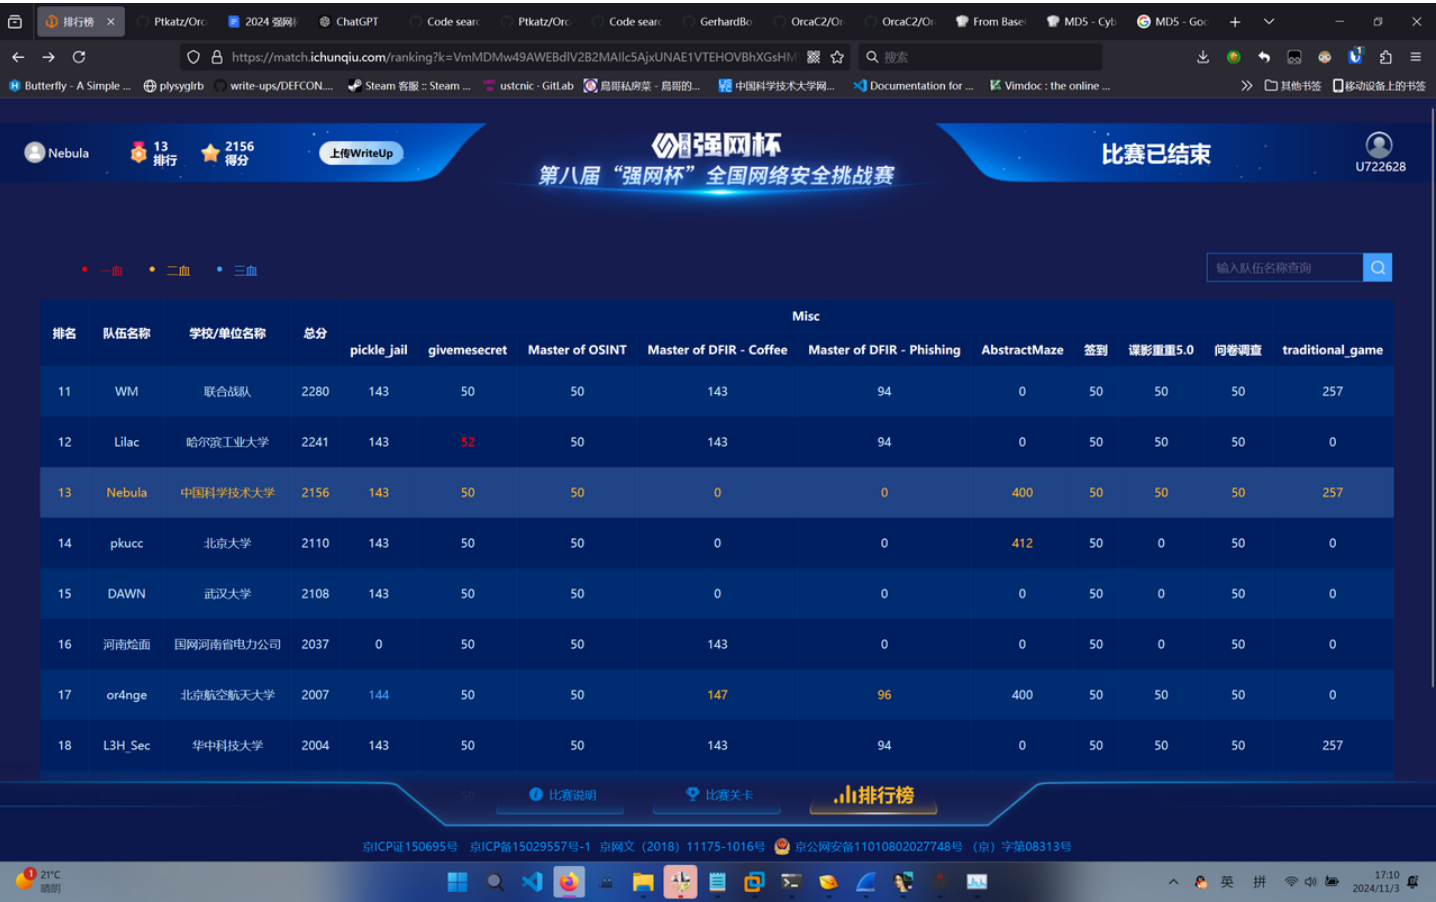 排行榜 Ptkatz/Orc 2024 强网 ChatGPT Code searc Ptkatz/Orc Code searc GerhardBo OrcaC2/Or OrcaC2/Or From Base MD5 - Cyb MD5 - Goo
https://match.ichunqiu.com/ranking?k= 搜索
Butterfly - A Simple ... plysyglrb write-ups/DEFCON.... Steam 客服 :: Steam ... ustcnic · GitLab 鸟哥私房菜 - 鸟哥的... 中国科学技术大学网... Documentation for ... Vimdoc : the online ... 其他书签 移动设备上的书签
Nebula 13 排行 2156 得分 上传WriteUp 强网杯 比赛已结束 U722628
第八届“强网杯”全国网络安全挑战赛
一血 二血 三血 输入队伍名称查询
Misc
排名 队伍名称 学校/单位名称 总分
pickle_jail givemesecret Master of OSINT Master of DFIR - Coffee Master of DFIR - Phishing AbstractMaze 签到 谍影重重5.0 问卷调查 traditional_game
11 WM 联合战队 2280 143 50 50 143 94 0 50 50 50 257
12 Lilac 哈尔滨工业大学 2241 143 52 50 143 94 0 50 50 50 0
13 Nebula 中国科学技术大学 2156 143 50 50 0 0 400 50 50 50 257
14 pkucc 北京大学 2110 143 50 50 0 0 412 50 0 50 0
15 DAWN 武汉大学 2108 143 50 50 0 0 0 50 0 50 0
16 河南烩面 国网河南省电力公司 2037 0 50 50 143 0 0 50 0 50 0
17 or4nge 北京航空航天大学 2007 144 50 50 147 96 400 50 50 50 0
18 L3H_Sec 华中科技大学 2004 143 50 50 143 94 0 50 50 50 257
50 比赛说明 比赛关卡 排行榜
京ICP证150695号 京ICP备15029557号-1 京网文（2018）11175-1016号 京公网安备11010802027748号 （京）字第08313号
1 21°C
晴朗
英 拼 17:10
2024/11/3